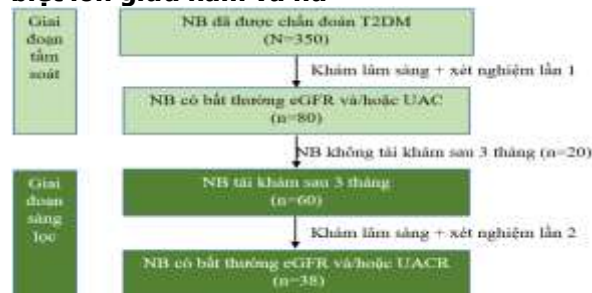 Giai
đoạn
tầm
soát
NB đã được chẩn đoán T2DM
(N=350)
Khám lâm sàng + xét nghiệm lần 1
NB có bất thường eGFR và/hoặc UAC
(n=80)
NB không tái khám sau 3 tháng (n=20)
Giai
đoạn
sàng
lọc
NB tái khám sau 3 tháng
(n=60)
Khám lâm sàng + xét nghiệm lần 2
NB có bất thường eGFR và/hoặc UACR
(n=38)